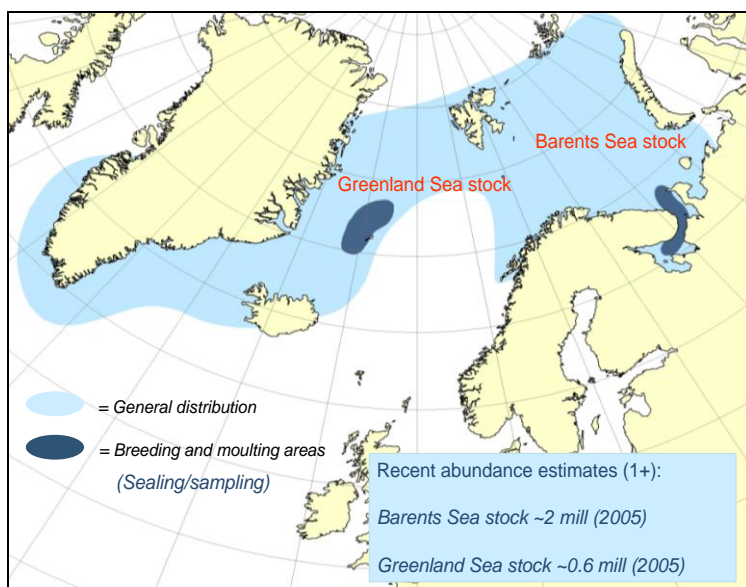 Barents Sea stock
Greenland Sea stock
= General distribution
= Breeding and moulting areas
(Sealing/sampling)
Recent abundance estimates (1+):
Barents Sea stock ~2 mill (2005)
Greenland Sea stock ~0.6 mill (2005)